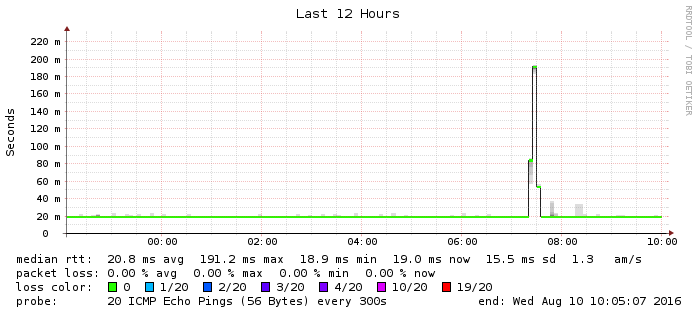 Last 12 Hours
RRDTOOL / TOBI OETIKER
Seconds
220 m
200 m
180 m
160 m
140 m
120 m
100 m
80 m
60 m
40 m
20 m
0
00:00 02:00 04:00 06:00 08:00 10:00
median rtt: 20.8 ms avg 191.2 ms max 18.9 ms min 19.0 ms now 15.5 ms sd 1.3 am/s
packet loss: 0.00 % avg 0.00 % max 0.00 % min 0.00 % now
loss color: 0 1/20 2/20 3/20 4/20 10/20 19/20
probe: 20 ICMP Echo Pings (56 Bytes) every 300s end: Wed Aug 10 10:05:07 2016